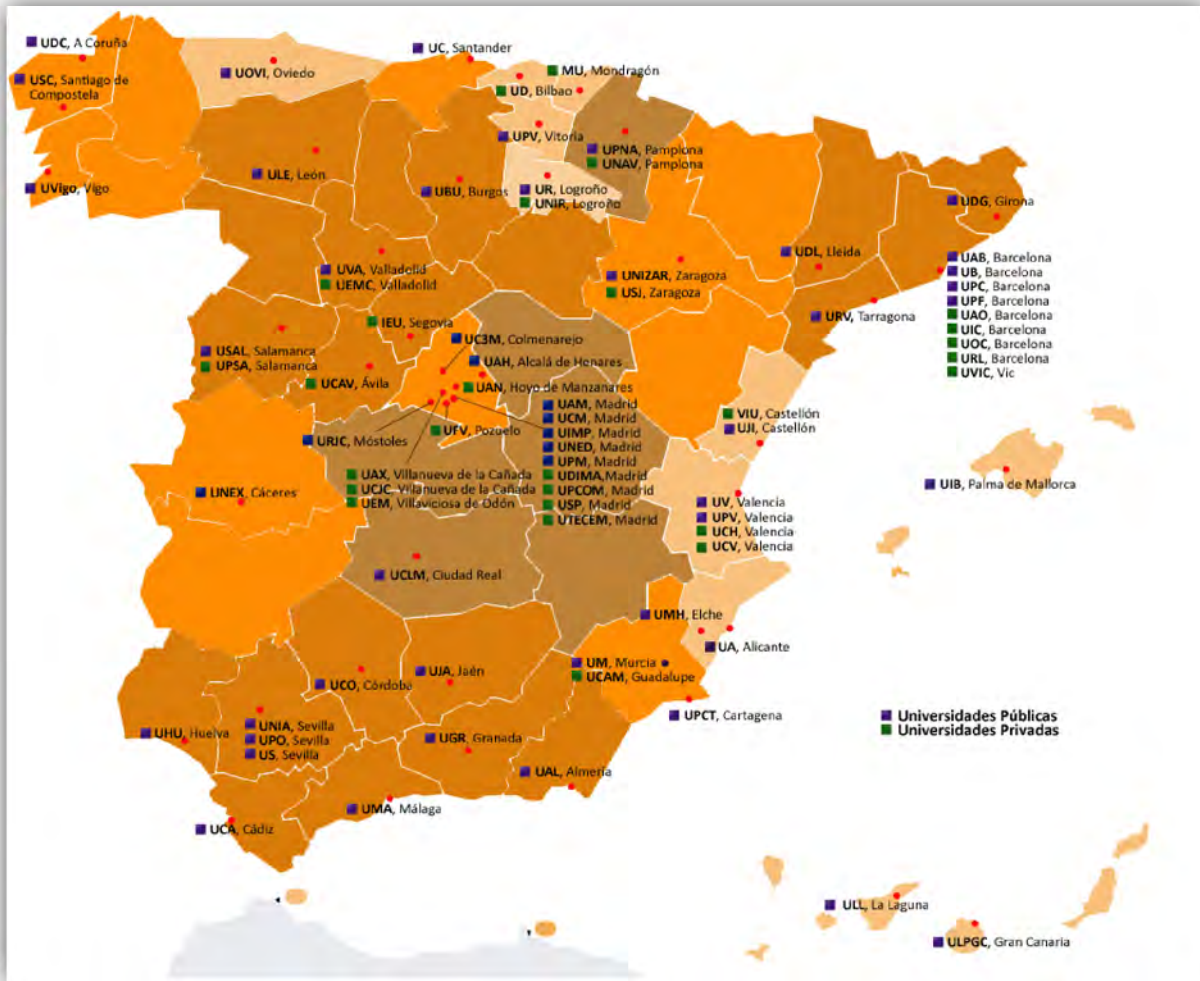 UDC, A Coruña
USC, Santiago de
Compostela
UVigo, Vigo
UOVI, Oviedo
UC, Santander
MU, Mondragón
UD, Bilbao
UPV, Vitoria
UPNA, Pamplona
UNAV, Pamplona
ULE, León
UBU, Burgos
UR, Logroño
UNIR, Logroño
UDG, Girona
UDL, Lleida
UAB, Barcelona
UB, Barcelona
UPC, Barcelona
UPF, Barcelona
UAO, Barcelona
UIC, Barcelona
UOC, Barcelona
URL, Barcelona
UVIC, Vic
UVA, Valladolid
UEMC, Valladolid
UNIZAR, Zaragoza
USJ, Zaragoza
URV, Tarragona
IEU, Segovia
UC3M, Colmenarejo
USAL, Salamanca
UPSA, Salamanca
UAH, Alcalá de Henares
UCAV, Ávila
UAN, Hoyo de Manzanares
UAM, Madrid
UCM, Madrid
UIMP, Madrid
UNED, Madrid
UPM, Madrid
UDIMA,Madrid
UPCOM, Madrid
USP, Madrid
UTECEM, Madrid
VIU, Castellón
UJI, Castellón
URJC, Móstoles
UFV, Pozuelo
UAX, Villanueva de la Cañada
UCJC, Villanueva de la Cañada
UEM, Villaviciosa de Odón
UNEX, Cáceres
UIB, Palma de Mallorca
UV, Valencia
UPV, Valencia
UCH, Valencia
UCV, Valencia
UCLM, Ciudad Real
UMH, Elche
UA, Alicante
UM, Murcia
UCAM, Guadalupe
UCO, Córdoba
UJA, Jaén
UPCT, Cartagena
UHU, Huelva
UNIA, Sevilla
UPO, Sevilla
US, Sevilla
UGR, Granada
UAL, Almería
UMA, Málaga
UCA, Cádiz
Universidades Públicas
Universidades Privadas
ULL, La Laguna
ULPGC, Gran Canaria